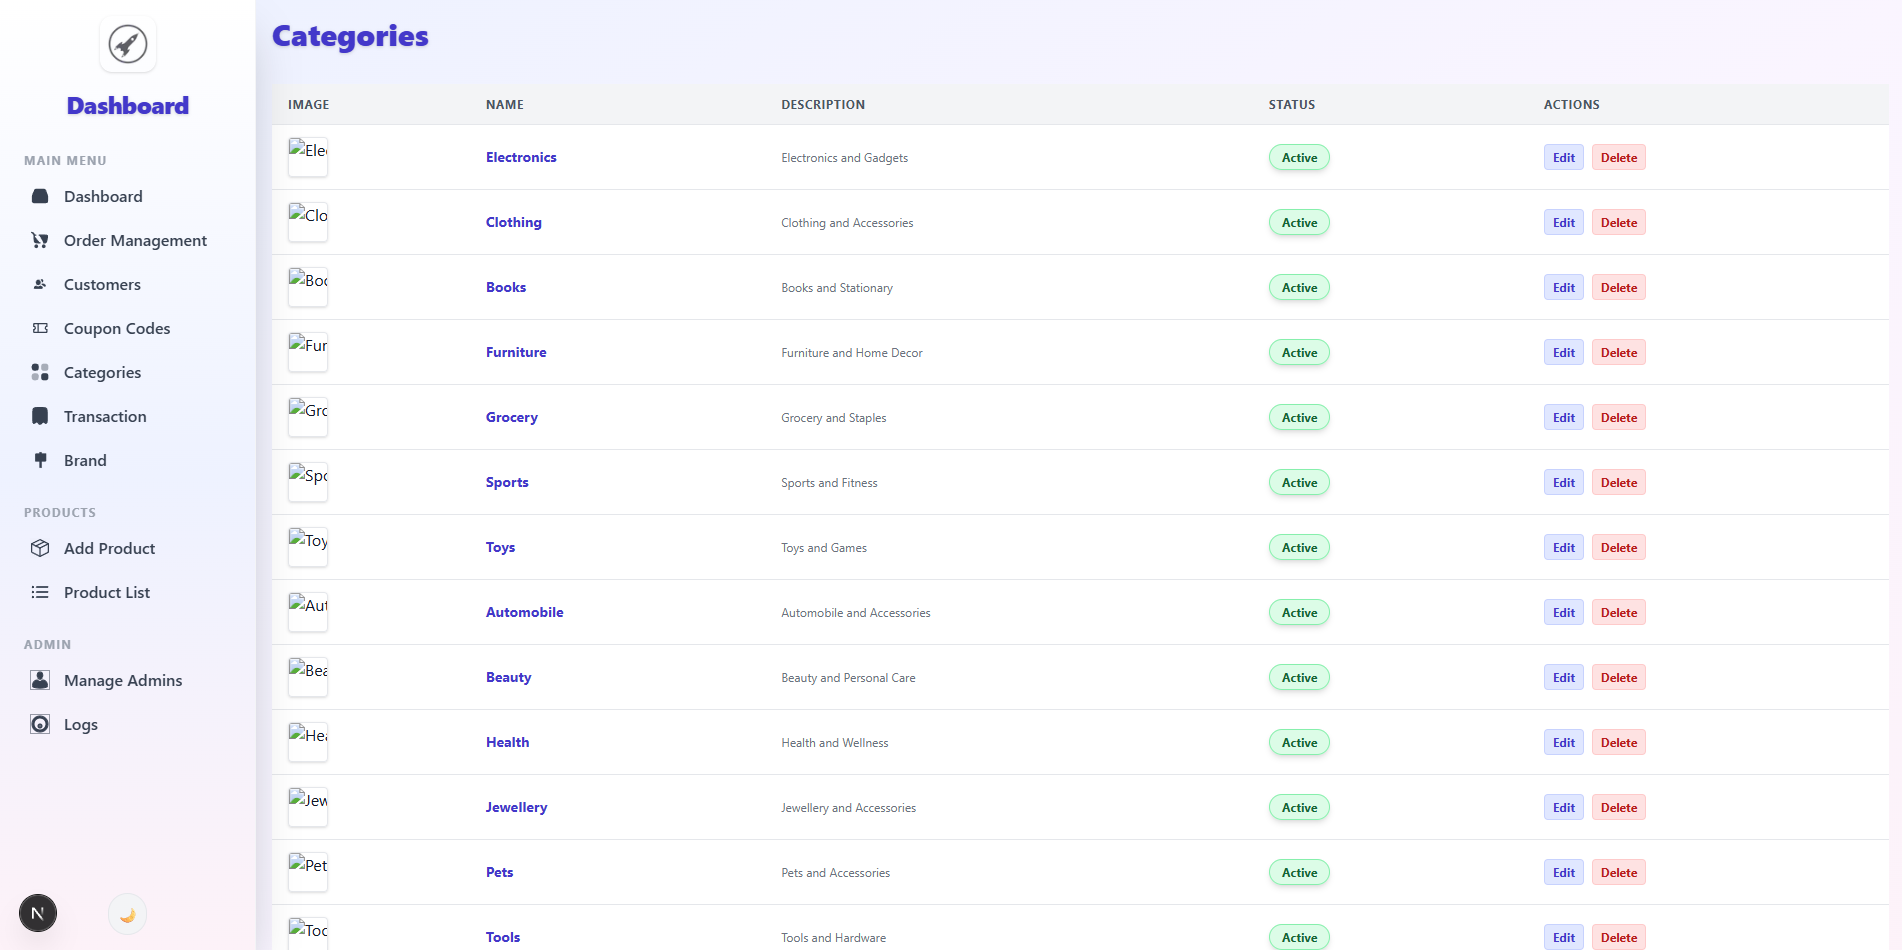 Dashboard
MAIN MENU
Dashboard
Order Management
Customers
Coupon Codes
Categories
Transaction
Brand
PRODUCTS
Add Product
Product List
ADMIN
Manage Admins
Logs
N
Categories
IMAGE NAME DESCRIPTION STATUS ACTIONS
Ele Electronics Electronics and Gadgets Active Edit Delete
Clo Clothing Clothing and Accessories Active Edit Delete
Boo Books Books and Stationary Active Edit Delete
Fur Furniture Furniture and Home Decor Active Edit Delete
Gro Grocery Grocery and Staples Active Edit Delete
Spo Sports Sports and Fitness Active Edit Delete
Toy Toys Toys and Games Active Edit Delete
Aut Automobile Automobile and Accessories Active Edit Delete
Bea Beauty Beauty and Personal Care Active Edit Delete
Hea Health Health and Wellness Active Edit Delete
Jew Jewellery Jewellery and Accessories Active Edit Delete
Pet Pets Pets and Accessories Active Edit Delete
Too Tools Tools and Hardware Active Edit Delete